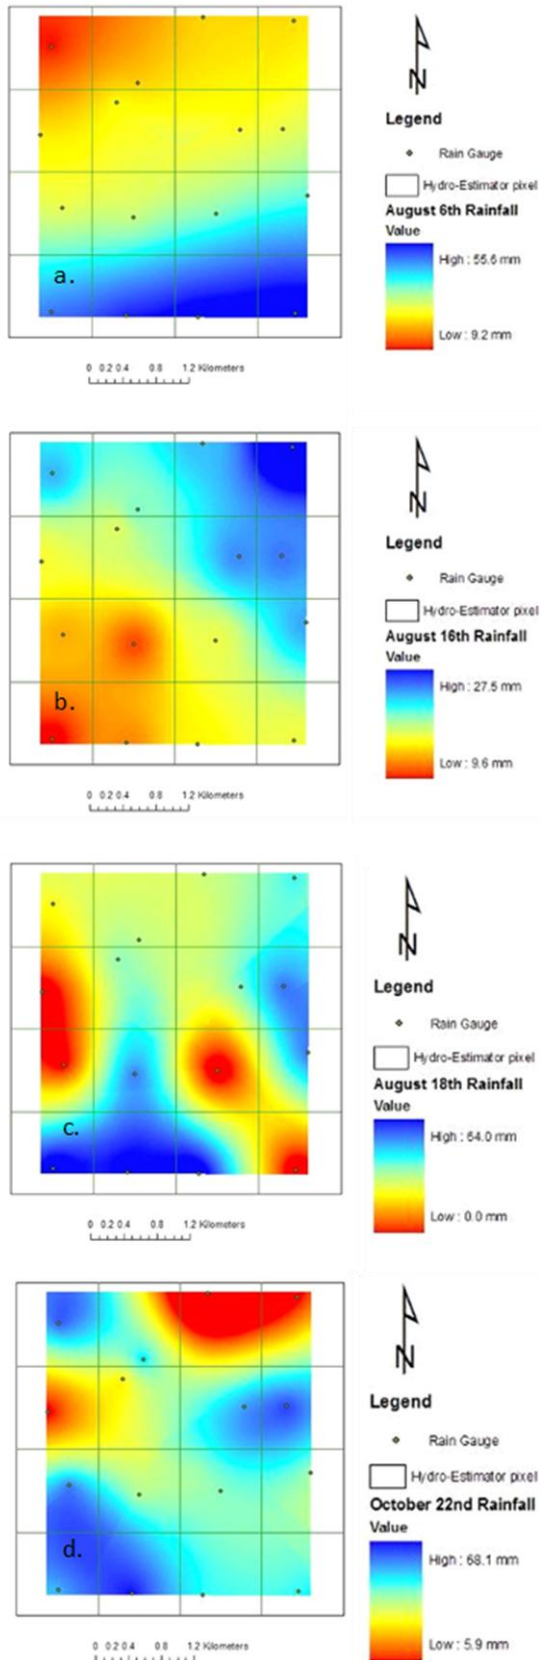 N
Legend
Rain Gauge
Hydro-Estimator pixel
August 6th Rainfall
Value
High : 55.6 mm
Low : 9.2 mm
a.
0 0.2 0.4 0.8 1.2 Kilometers
N
Legend
Rain Gauge
Hydro-Estimator pixel
August 16th Rainfall
Value
High : 27.5 mm
Low : 9.6 mm
b.
0 0.2 0.4 0.8 1.2 Kilometers
N
Legend
Rain Gauge
Hydro-Estimator pixel
August 18th Rainfall
Value
High : 64.0 mm
Low : 0.0 mm
c.
0 0.2 0.4 0.8 1.2 Kilometers
N
Legend
Rain Gauge
Hydro-Estimator pixel
October 22nd Rainfall
Value
High : 68.1 mm
Low : 5.9 mm
d.
0 0.2 0.4 0.8 1.2 Kilometers